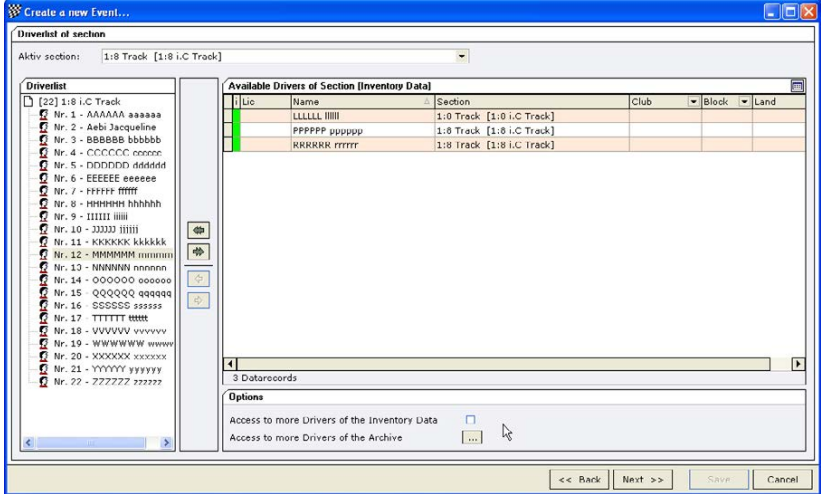 Create a new Event...
Driverlist of section
Aktiv section: 1:8 Track [1:8 i.C Track]
Driverlist
[22] 1:8 i.C Track
Nr. 1 - AAAAAA aaaaaa
Nr. 2 - Aebi Jacqueline
Nr. 3 - BBBBBB bbbbbb
Nr. 4 - CCCCCC cccccc
Nr. 5 - DDDDDD dddddd
Nr. 6 - EEEEEE eeeeee
Nr. 7 - FFFFFF ffffff
Nr. 8 - HHHHHH hhhhhh
Nr. 9 - IIIIII iiiiii
Nr. 10 - JJJJJJ jjjjjj
Nr. 11 - KKKKKK kkkkkk
Nr. 12 - MMMMMM mmmm
Nr. 13 - NNNNNN nnnnnn
Nr. 14 - OOOOOO oooooo
Nr. 15 - QQQQQQ qqqqqq
Nr. 16 - SSSSSS ssssss
Nr. 17 - TTTTTT tttttt
Nr. 18 - VVVVVV vvvvvv
Nr. 19 - WWWWWW wwwv
Nr. 20 - XXXXXX xxxxxx
Nr. 21 - YYYYYY yyyyyy
Nr. 22 - ZZZZZZ zzzzzz
Available Drivers of Section [Inventory Data]
i Lic Name Section Club Block Land
LLLLLL llllll 1:8 Track [1:8 i.C Track]
PPPPPP pppppp 1:8 Track [1:8 i.C Track]
RRRRRR rrrrrr 1:8 Track [1:8 i.C Track]
3 Datarecords
Options
Access to more Drivers of the Inventory Data
Access to more Drivers of the Archive ...
<< Back Next >> Save Cancel